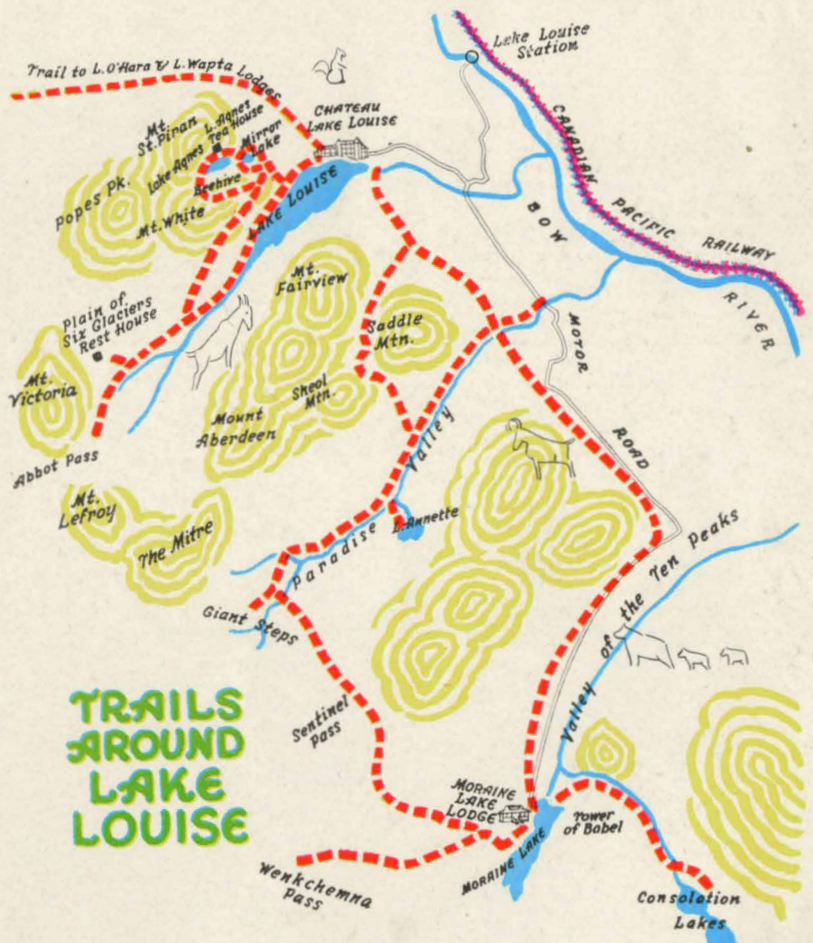 Lake Louise
Station
Trail to L. O'Hara & L. Wapta Lodges
CHATEAU
LAKE LOUISE
CANADIAN PACIFIC RAILWAY
Mt.
St. Piran
L. Agnes
Tea House
Mirror
Lake
Lake Agnes
Beehive
Popes Pk.
Mt. White
LAKE LOUISE
BOW RIVER
Mt.
Fairview
Plain of
Six Glaciers
Rest House
Saddle
Mtn.
MOTOR ROAD
Mt.
Victoria
Sheol
Mtn.
Mount
Aberdeen
Abbot Pass
Mt.
Lefroy
The Mitre
L. Annette
Paradise Valley
Giant Steps
Valley of the Ten Peaks
Sentinel
Pass
TRAILS
AROUND
LAKE
LOUISE
MORAINE
LAKE
LODGE
Tower
of Babel
MORAINE LAKE
Wenkchemna
Pass
Consolation
Lakes